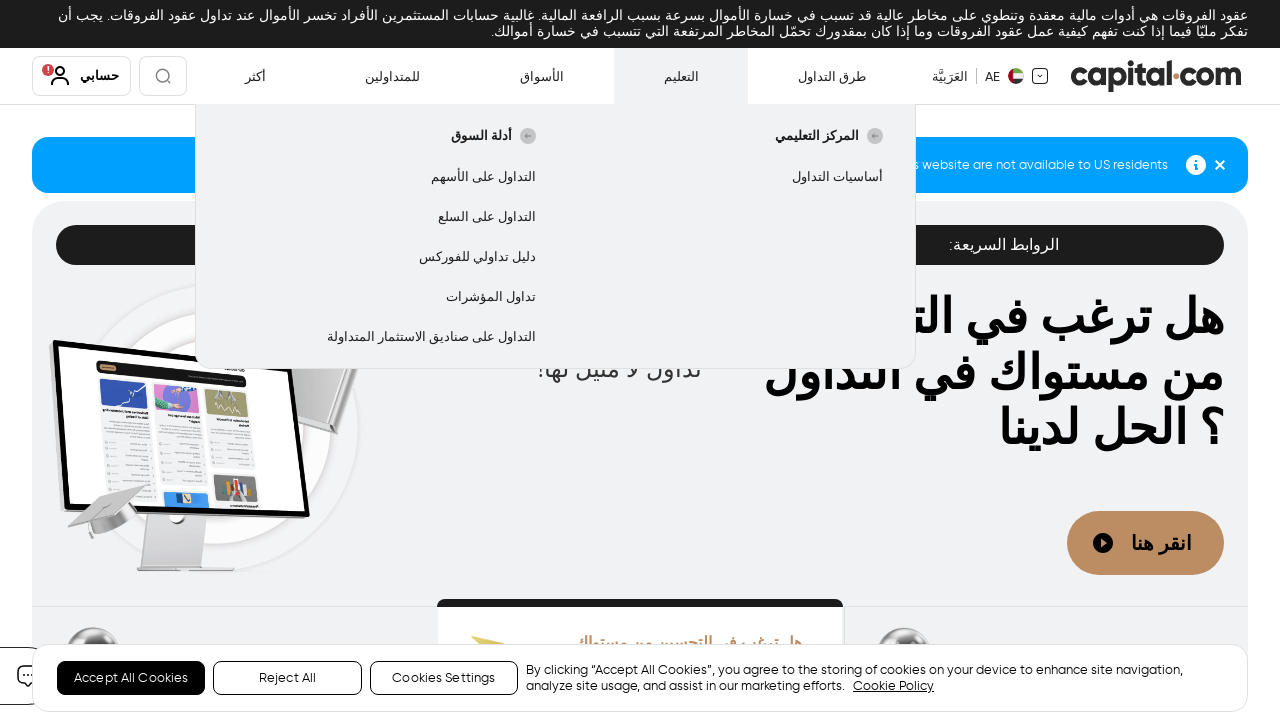 عقود الفروقات هي أدوات مالية معقدة وتنطوي على مخاطر عالية قد تسبب في خسارة الأموال بسرعة بسبب الرافعة المالية. غالبية حسابات المستثمرين الأفراد تخسر الأموال عند تداول عقود الفروقات. يجب أن
تفكر مليّا فيما إذا كنت تفهم كيفية عمل عقود الفروقات وما إذا كان بمقدورك تحمّل المخاطر المرتفعة التي تتسبب في خسارة أموالك.
capital.com
AE
العَرَبيَّة
طرق التداول
التعليم
الأسواق
للمتداولين
أكثر
حسابي
المركز التعليمي
أساسيات التداول
أدلة السوق
التداول على الأسهم
التداول على السلع
دليل تداولي للفوركس
تداول المؤشرات
التداول على صناديق الاستثمار المتداولة
website are not available to US residents
الروابط السريعة:
هل ترغب في
من مستواك في التداول
؟ الحل لدينا
تداول لا مثيل لها!
انقر هنا
هل ترغب في التحسين من مستواك
Accept All Cookies
Reject All
Cookies Settings
By clicking “Accept All Cookies”, you agree to the storing of cookies on your device to enhance site navigation,
analyze site usage, and assist in our marketing efforts. Cookie Policy